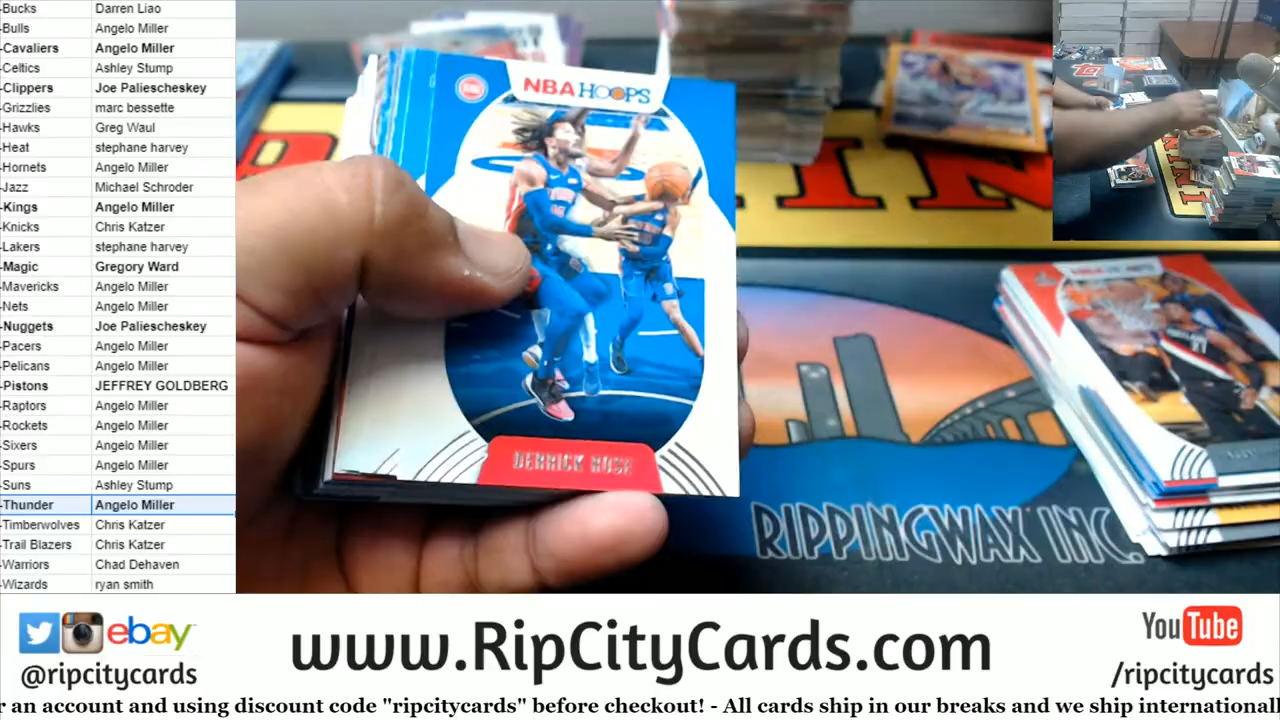 -Bucks Darren Liao
-Bulls Angelo Miller
-Cavaliers Angelo Miller
-Celtics Ashley Stump
-Clippers Joe Paliescheskey
-Grizzlies marc bessette
-Hawks Greg Waul
-Heat stephane harvey
-Hornets Angelo Miller
-Jazz Michael Schroder
-Kings Angelo Miller
-Knicks Chris Katzer
-Lakers stephane harvey
-Magic Gregory Ward
-Mavericks Angelo Miller
-Nets Angelo Miller
-Nuggets Joe Paliescheskey
-Pacers Angelo Miller
-Pelicans Angelo Miller
-Pistons JEFFREY GOLDBERG
-Raptors Angelo Miller
-Rockets Angelo Miller
-Sixers Angelo Miller
-Spurs Angelo Miller
-Suns Ashley Stump
-Thunder Angelo Miller
-Timberwolves Chris Katzer
-Trail Blazers Chris Katzer
-Warriors Chad Dehaven
-Wizards ryan smith
NBA HOOPS
DERRICK ROSE
RIPPINGWAX INC.
ebay
@ripcitycards
www.RipCityCards.com
YouTube
/ripcitycards
r an account and using discount code "ripcitycards" before checkout! - All cards ship in our breaks and we ship internationall